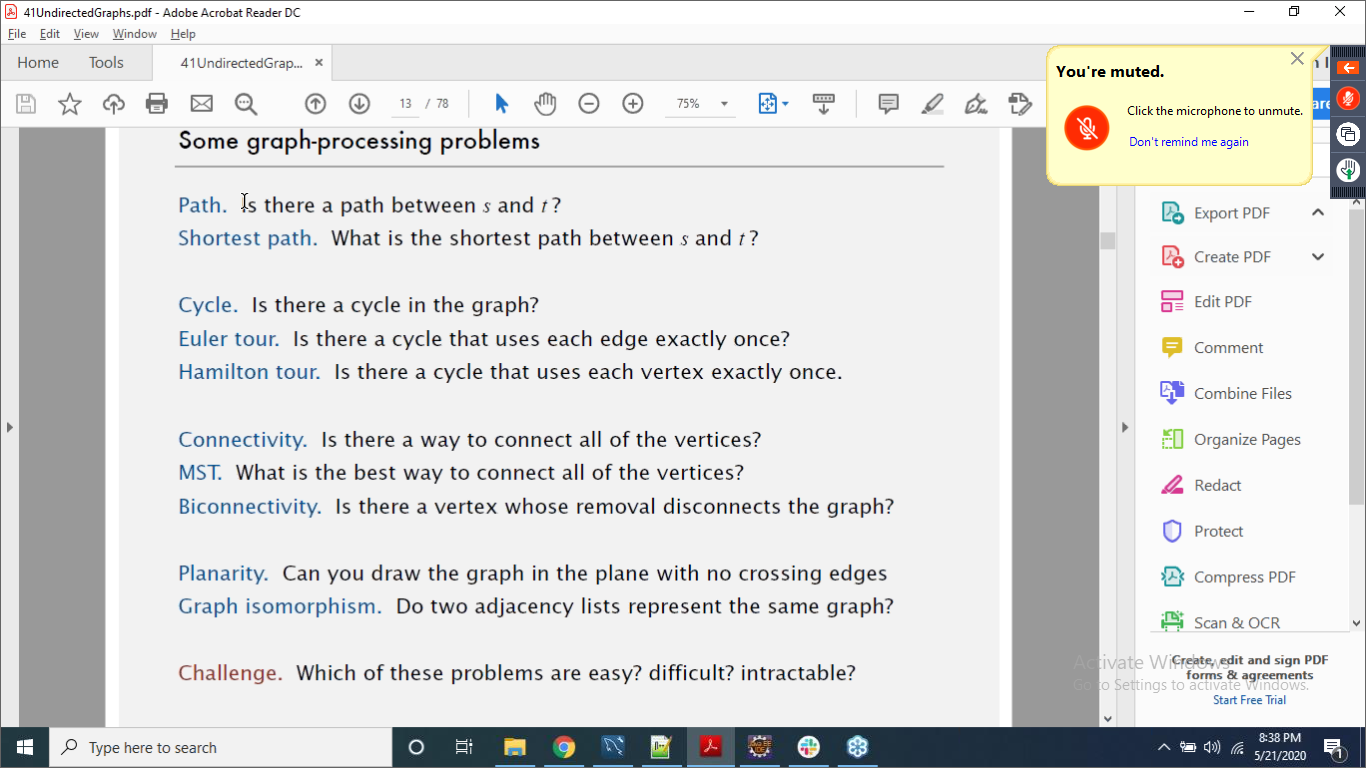 41UndirectedGraphs.pdf - Adobe Acrobat Reader DC
File Edit View Window Help
Home Tools 41UndirectedGrap... ×
13 / 78 75%
You're muted.
Click the microphone to unmute.
Don't remind me again
Some graph-processing problems
Path. Is there a path between s and t ?
Shortest path. What is the shortest path between s and t ?
Cycle. Is there a cycle in the graph?
Euler tour. Is there a cycle that uses each edge exactly once?
Hamilton tour. Is there a cycle that uses each vertex exactly once.
Connectivity. Is there a way to connect all of the vertices?
MST. What is the best way to connect all of the vertices?
Biconnectivity. Is there a vertex whose removal disconnects the graph?
Planarity. Can you draw the graph in the plane with no crossing edges
Graph isomorphism. Do two adjacency lists represent the same graph?
Challenge. Which of these problems are easy? difficult? intractable?
Export PDF
Create PDF
Edit PDF
Comment
Combine Files
Organize Pages
Redact
Protect
Compress PDF
Scan & OCR
Activate Windows
Go to Settings to activate Windows.
Create, edit and sign PDF
forms & agreements
Start Free Trial
Type here to search
8:38 PM
5/21/2020
1